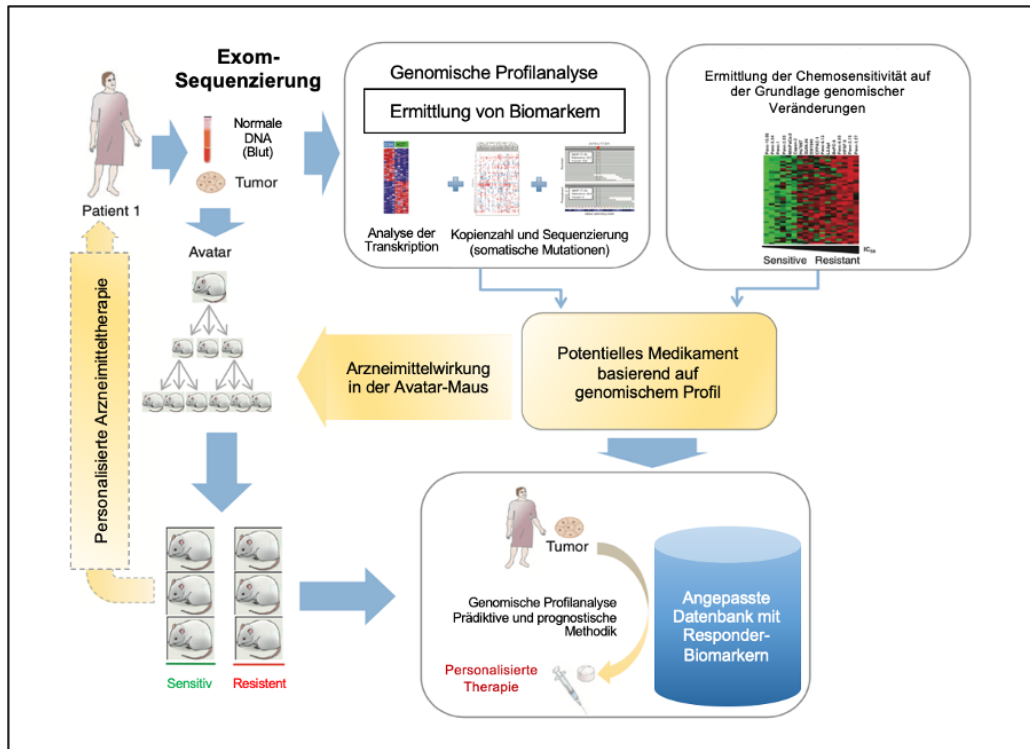 Exom-
Sequenzierung
Patient 1
Normale
DNA
(Blut)
Tumor
Avatar
Genomische Profilanalyse
Ermittlung von Biomarkern
Analyse der
Transkription
Kopienzahl und Sequenzierung
(somatische Mutationen)
Ermittlung der Chemosensitivität auf
der Grundlage genomischer
Veränderungen
IC50
Sensitive Resistant
Personalisierte Arzneimitteltherapie
Arzneimittelwirkung
in der Avatar-Maus
Potentielles Medikament
basierend auf
genomischem Profil
Sensitiv
Resistent
Tumor
Genomische Profilanalyse
Prädiktive und prognostische
Methodik
Personalisierte
Therapie
Angepasste
Datenbank mit
Responder-
Biomarkern